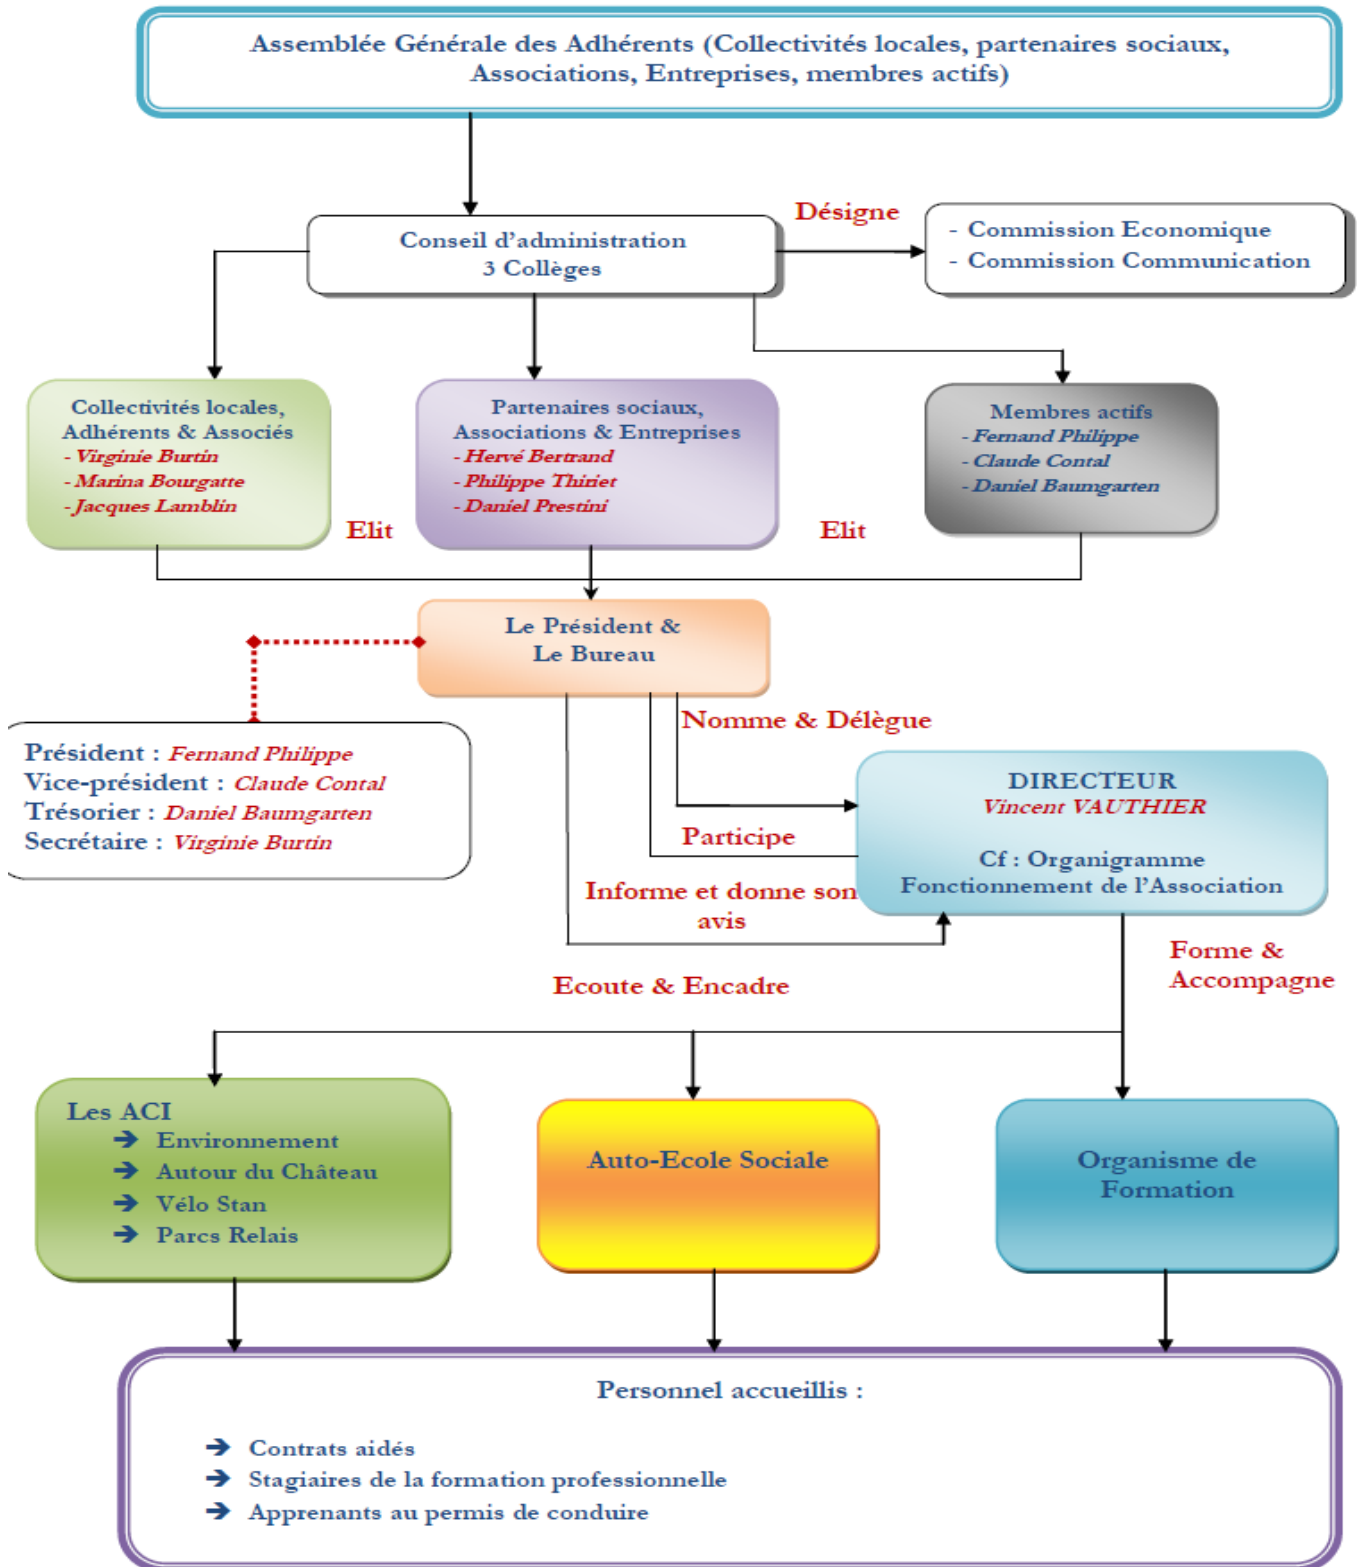 Assemblée Générale des Adhérents (Collectivités locales, partenaires sociaux,
Associations, Entreprises, membres actifs)
Désigne
Conseil d'administration
3 Collèges
- Commission Economique
- Commission Communication
Collectivités locales,
Adhérents & Associés
- Virginie Burtin
- Marina Bourgatte
- Jacques Lamblin
Elit
Partenaires sociaux,
Associations & Entreprises
- Hervé Bertrand
- Philippe Thiriet
- Daniel Prestini
Elit
Membres actifs
- Fernand Philippe
- Claude Contal
- Daniel Baumgarten
Le Président &
Le Bureau
Président : Fernand Philippe
Vice-président : Claude Contal
Trésorier : Daniel Baumgarten
Secrétaire : Virginie Burtin
Nomme & Délègue
Participe
Informe et donne son
avis
DIRECTEUR
Vincent VAUTHIER
Cf : Organigramme
Fonctionnement de l'Association
Forme &
Accompagne
Ecoute & Encadre
Les ACI
➔ Environnement
➔ Autour du Château
➔ Vélo Stan
➔ Parcs Relais
Auto-Ecole Sociale
Organisme de
Formation
Personnel accueillis :
➔ Contrats aidés
➔ Stagiaires de la formation professionnelle
➔ Apprenants au permis de conduire